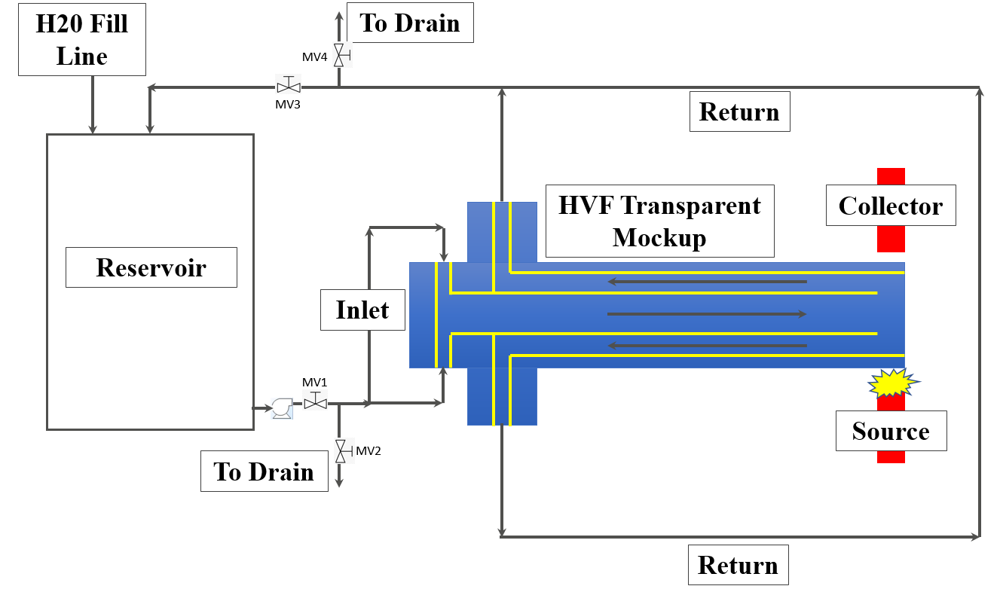 H20 Fill
Line
To Drain
MV4
MV3
Return
HVF Transparent
Mockup
Collector
Reservoir
Inlet
MV1
MV2
Source
To Drain
Return